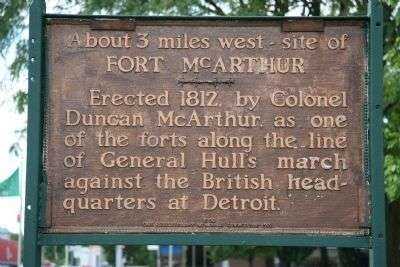 About 3 miles west - site of
FORT McARTHUR
Erected 1812, by Colonel
Duncan McArthur, as one
of the forts along the line
of General Hull's march
against the British head-
quarters at Detroit.